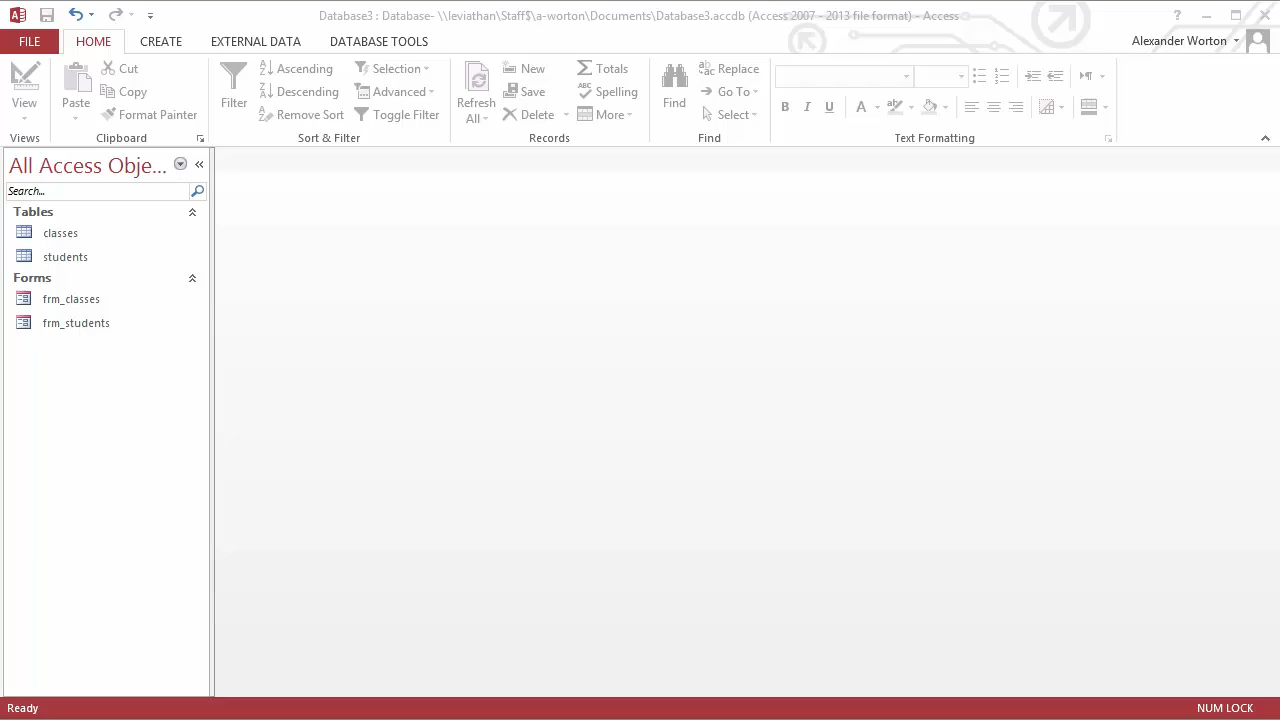 Database3 : Database- \\leviathan\Staff$\a-worton\Documents\Database3.accdb (Access 2007 - 2013 file format) - Access
?
FILE
HOME
CREATE
EXTERNAL DATA
DATABASE TOOLS
Alexander Worton
View
Views
Paste
Cut
Copy
Format Painter
Clipboard
Filter
Ascending
Descending
Remove Sort
Selection
Advanced
Toggle Filter
Sort & Filter
Refresh
All
New
Save
Totals
Spelling
More
Records
Find
Replace
Go To
Select
Find
B I U A
Text Formatting
All Access Obje...
Search...
Tables
classes
students
Forms
frm_classes
frm_students
Ready
NUM LOCK